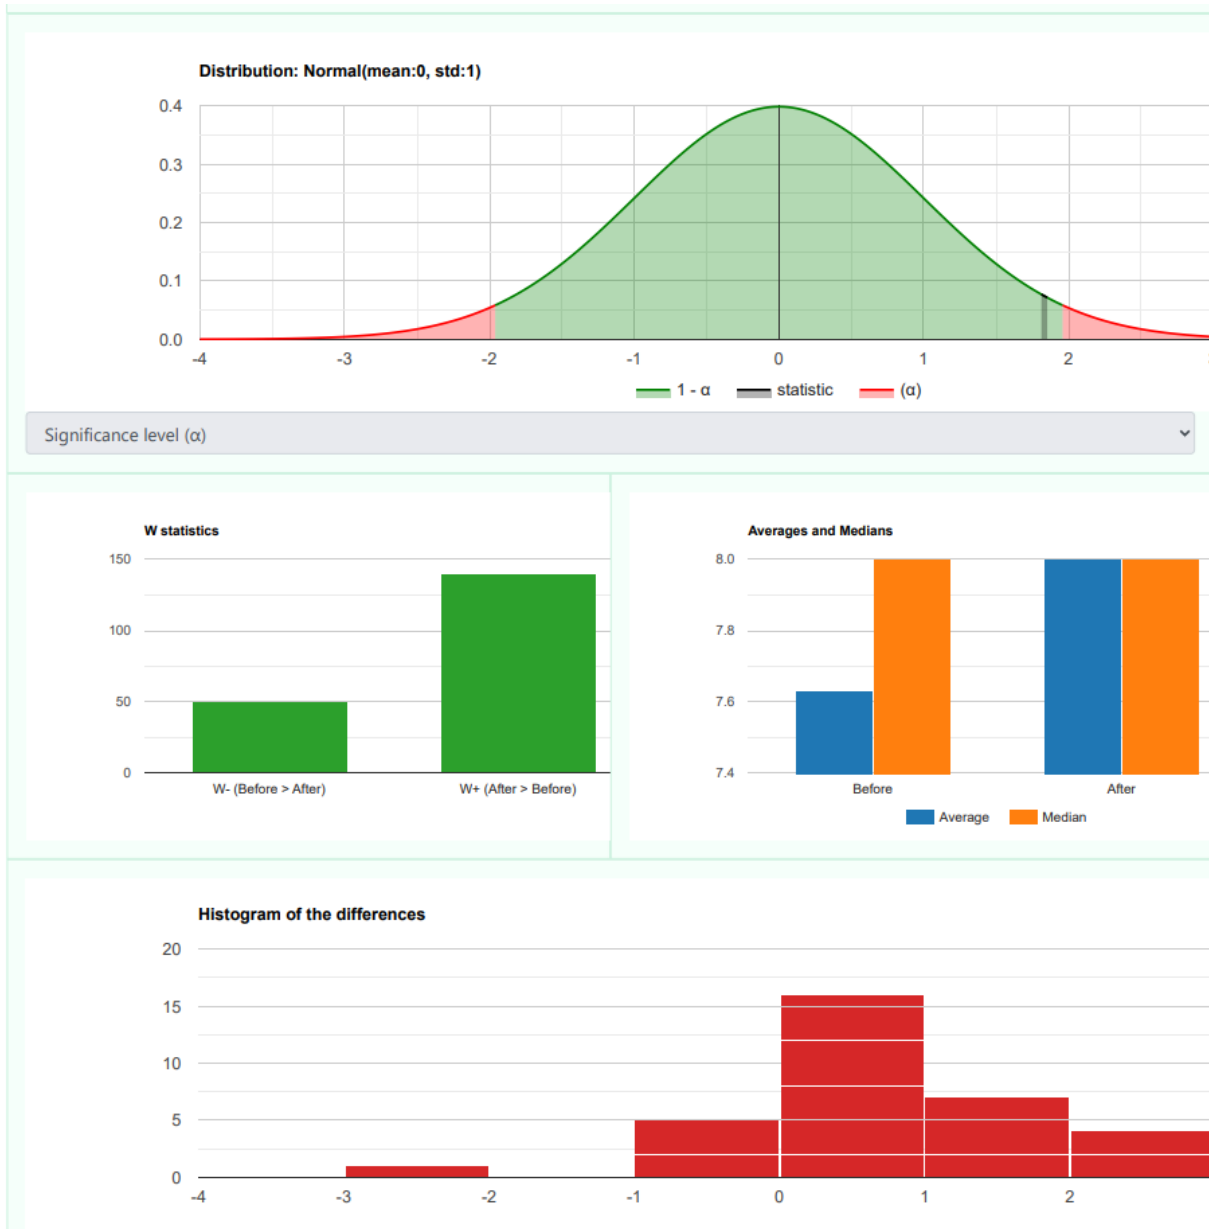 Distribution: Normal(mean:0, std:1)
0.4
0.3
0.2
0.1
0.0
-4 -3 -2 -1 0 1 2
1 - α statistic (α)
Significance level (α)
W statistics
150
100
50
0
W- (Before > After) W+ (After > Before)
Averages and Medians
8.0
7.8
7.6
7.4
Before After
Average Median
Histogram of the differences
20
15
10
5
0
-4 -3 -2 -1 0 1 2